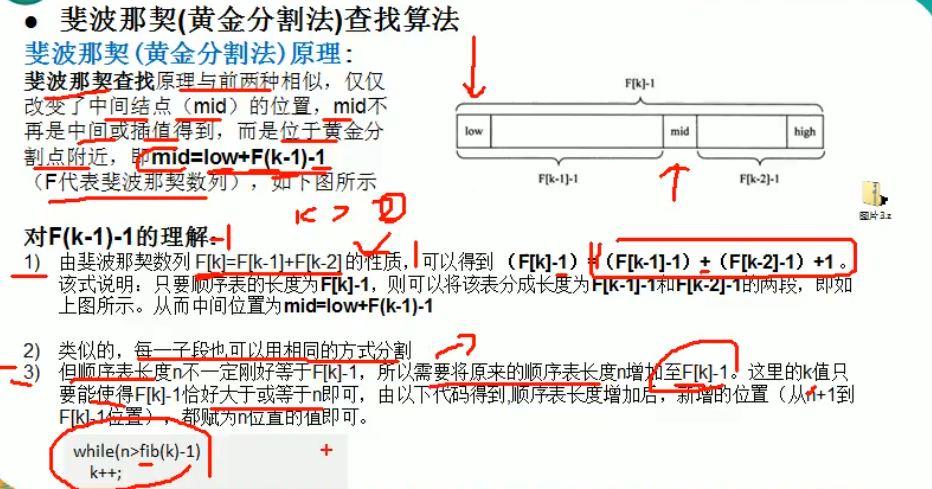 ● 斐波那契(黄金分割法)查找算法
斐波那契(黄金分割法)原理:
斐波那契查找原理与前两种相似，仅仅
改变了中间结点（mid）的位置，mid不
再是中间或插值得到，而是位于黄金分
割点附近，即mid=low+F(k-1)-1
（F代表斐波那契数列），如下图所示
F[k]-1
low mid high
F[k-1]-1 F[k-2]-1
图片3.z
对F(k-1)-1的理解:
1) 由斐波那契数列 F[k]=F[k-1]+F[k-2] 的性质，可以得到 （F[k]-1）=（F[k-1]-1）+（F[k-2]-1）+1 。
该式说明：只要顺序表的长度为F[k]-1，则可以将该表分成长度为F[k-1]-1和F[k-2]-1的两段，即如
上图所示。从而中间位置为mid=low+F(k-1)-1
2) 类似的，每一子段也可以用相同的方式分割
3) 但顺序表长度n不一定刚好等于F[k]-1，所以需要将原来的顺序表长度n增加至F[k]-1。这里的k值只
要能使得F[k]-1恰好大于或等于n即可，由以下代码得到,顺序表长度增加后，新增的位置（从n+1到
F[k]-1位置），都赋为n位置的值即可。
while(n>fib(k)-1)
k++;